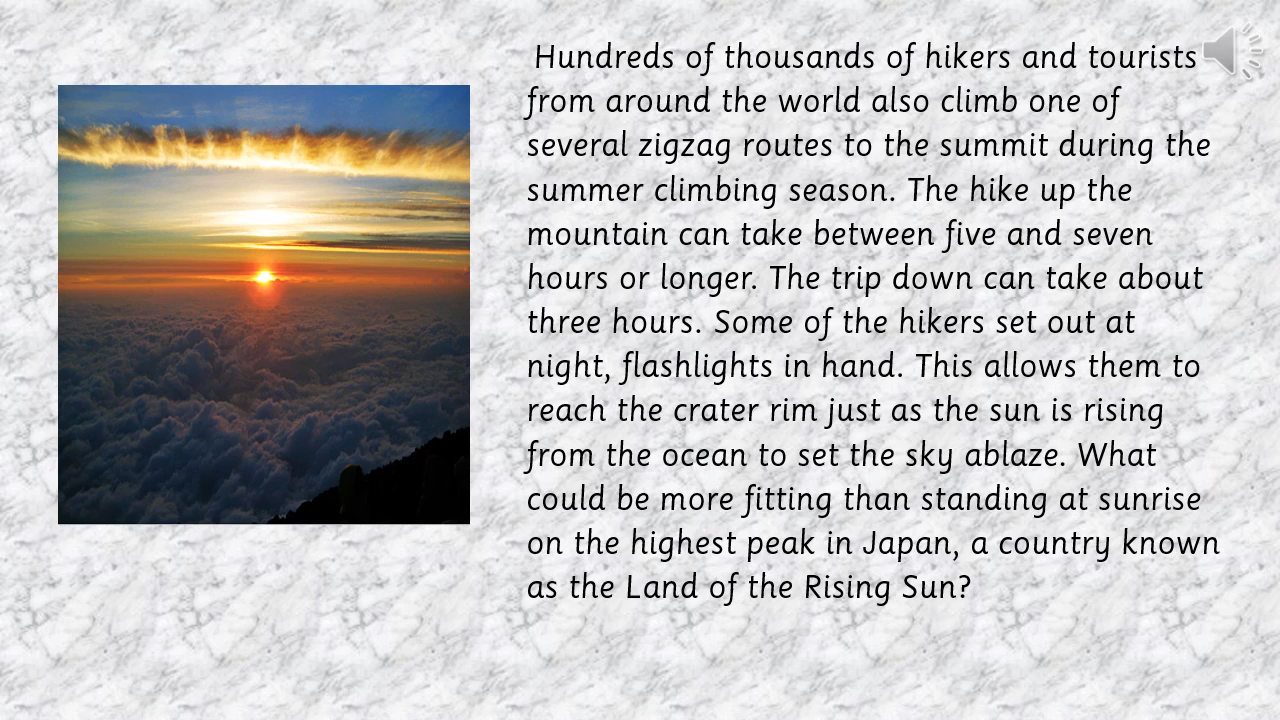 Hundreds of thousands of hikers and tourists
from around the world also climb one of
several zigzag routes to the summit during the
summer climbing season. The hike up the
mountain can take between five and seven
hours or longer. The trip down can take about
three hours. Some of the hikers set out at
night, flashlights in hand. This allows them to
reach the crater rim just as the sun is rising
from the ocean to set the sky ablaze. What
could be more fitting than standing at sunrise
on the highest peak in Japan, a country known
as the Land of the Rising Sun?